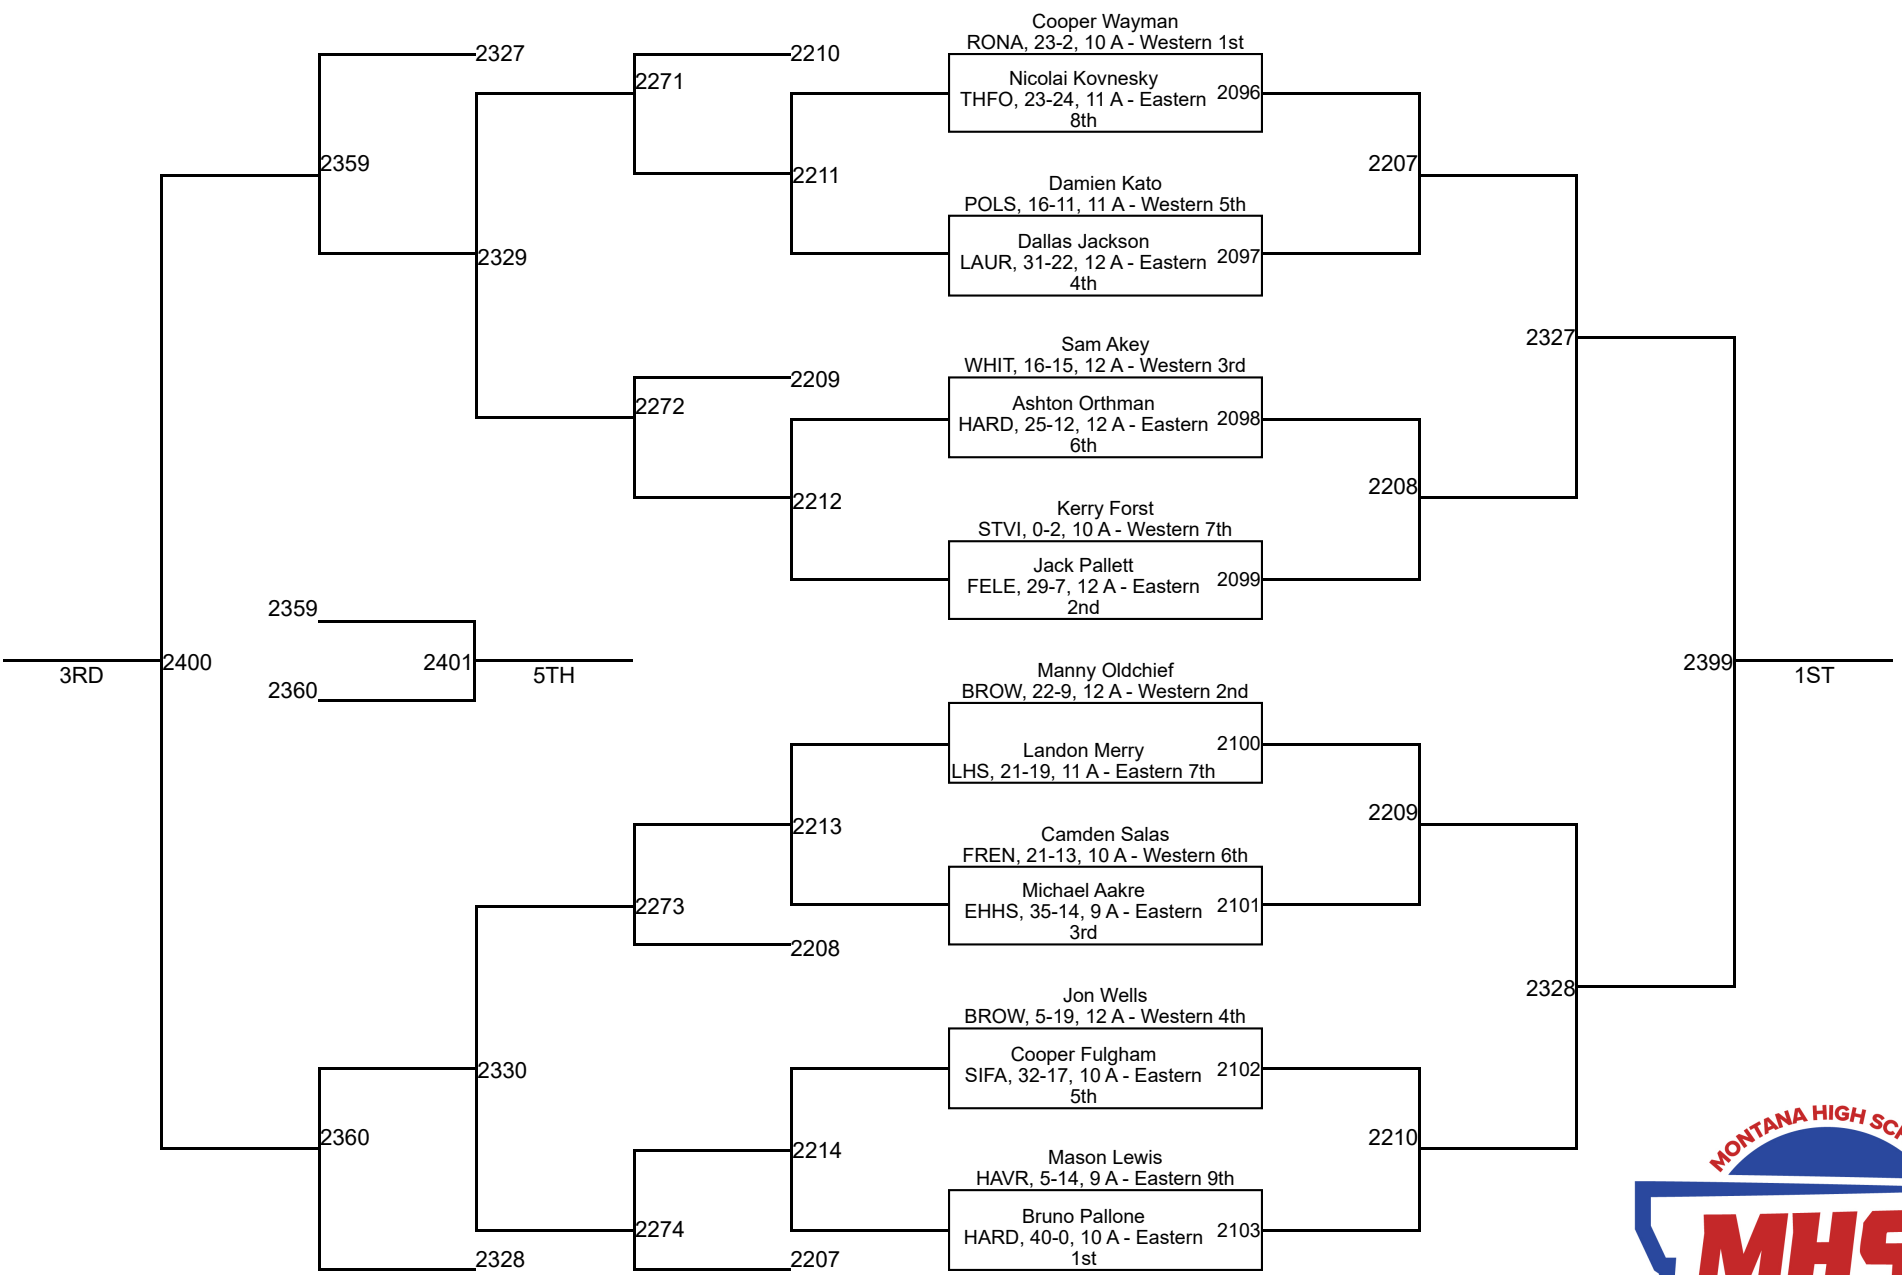 Cooper Wayman
RONA, 23-2, 10 A - Western 1st
2327
2210
2271
Nicolai Kovnesky
THFO, 23-24, 11 A - Eastern
8th
2096
2359
2211
2207
Damien Kato
POLS, 16-11, 11 A - Western 5th
2329
Dallas Jackson
LAUR, 31-22, 12 A - Eastern
4th
2097
2327
Sam Akey
WHIT, 16-15, 12 A - Western 3rd
2209
2272
Ashton Orthman
HARD, 25-12, 12 A - Eastern
6th
2098
2212
2208
Kerry Forst
STVI, 0-2, 10 A - Western 7th
Jack Pallett
FELE, 29-7, 12 A - Eastern
2nd
2099
2359
3RD
2400
2401
5TH
2360
2399
1ST
Manny Oldchief
BROW, 22-9, 12 A - Western 2nd
Landon Merry
LHS, 21-19, 11 A - Eastern 7th
2100
2213
2209
Camden Salas
FREN, 21-13, 10 A - Western 6th
2273
Michael Aakre
EHHS, 35-14, 9 A - Eastern
3rd
2101
2208
2328
Jon Wells
BROW, 5-19, 12 A - Western 4th
2330
Cooper Fulgham
SIFA, 32-17, 10 A - Eastern
5th
2102
2360
2214
2210
Mason Lewis
HAVR, 5-14, 9 A - Eastern 9th
2274
Bruno Pallone
HARD, 40-0, 10 A - Eastern
1st
2103
2328
2207
MONTANA HIGH
MHS